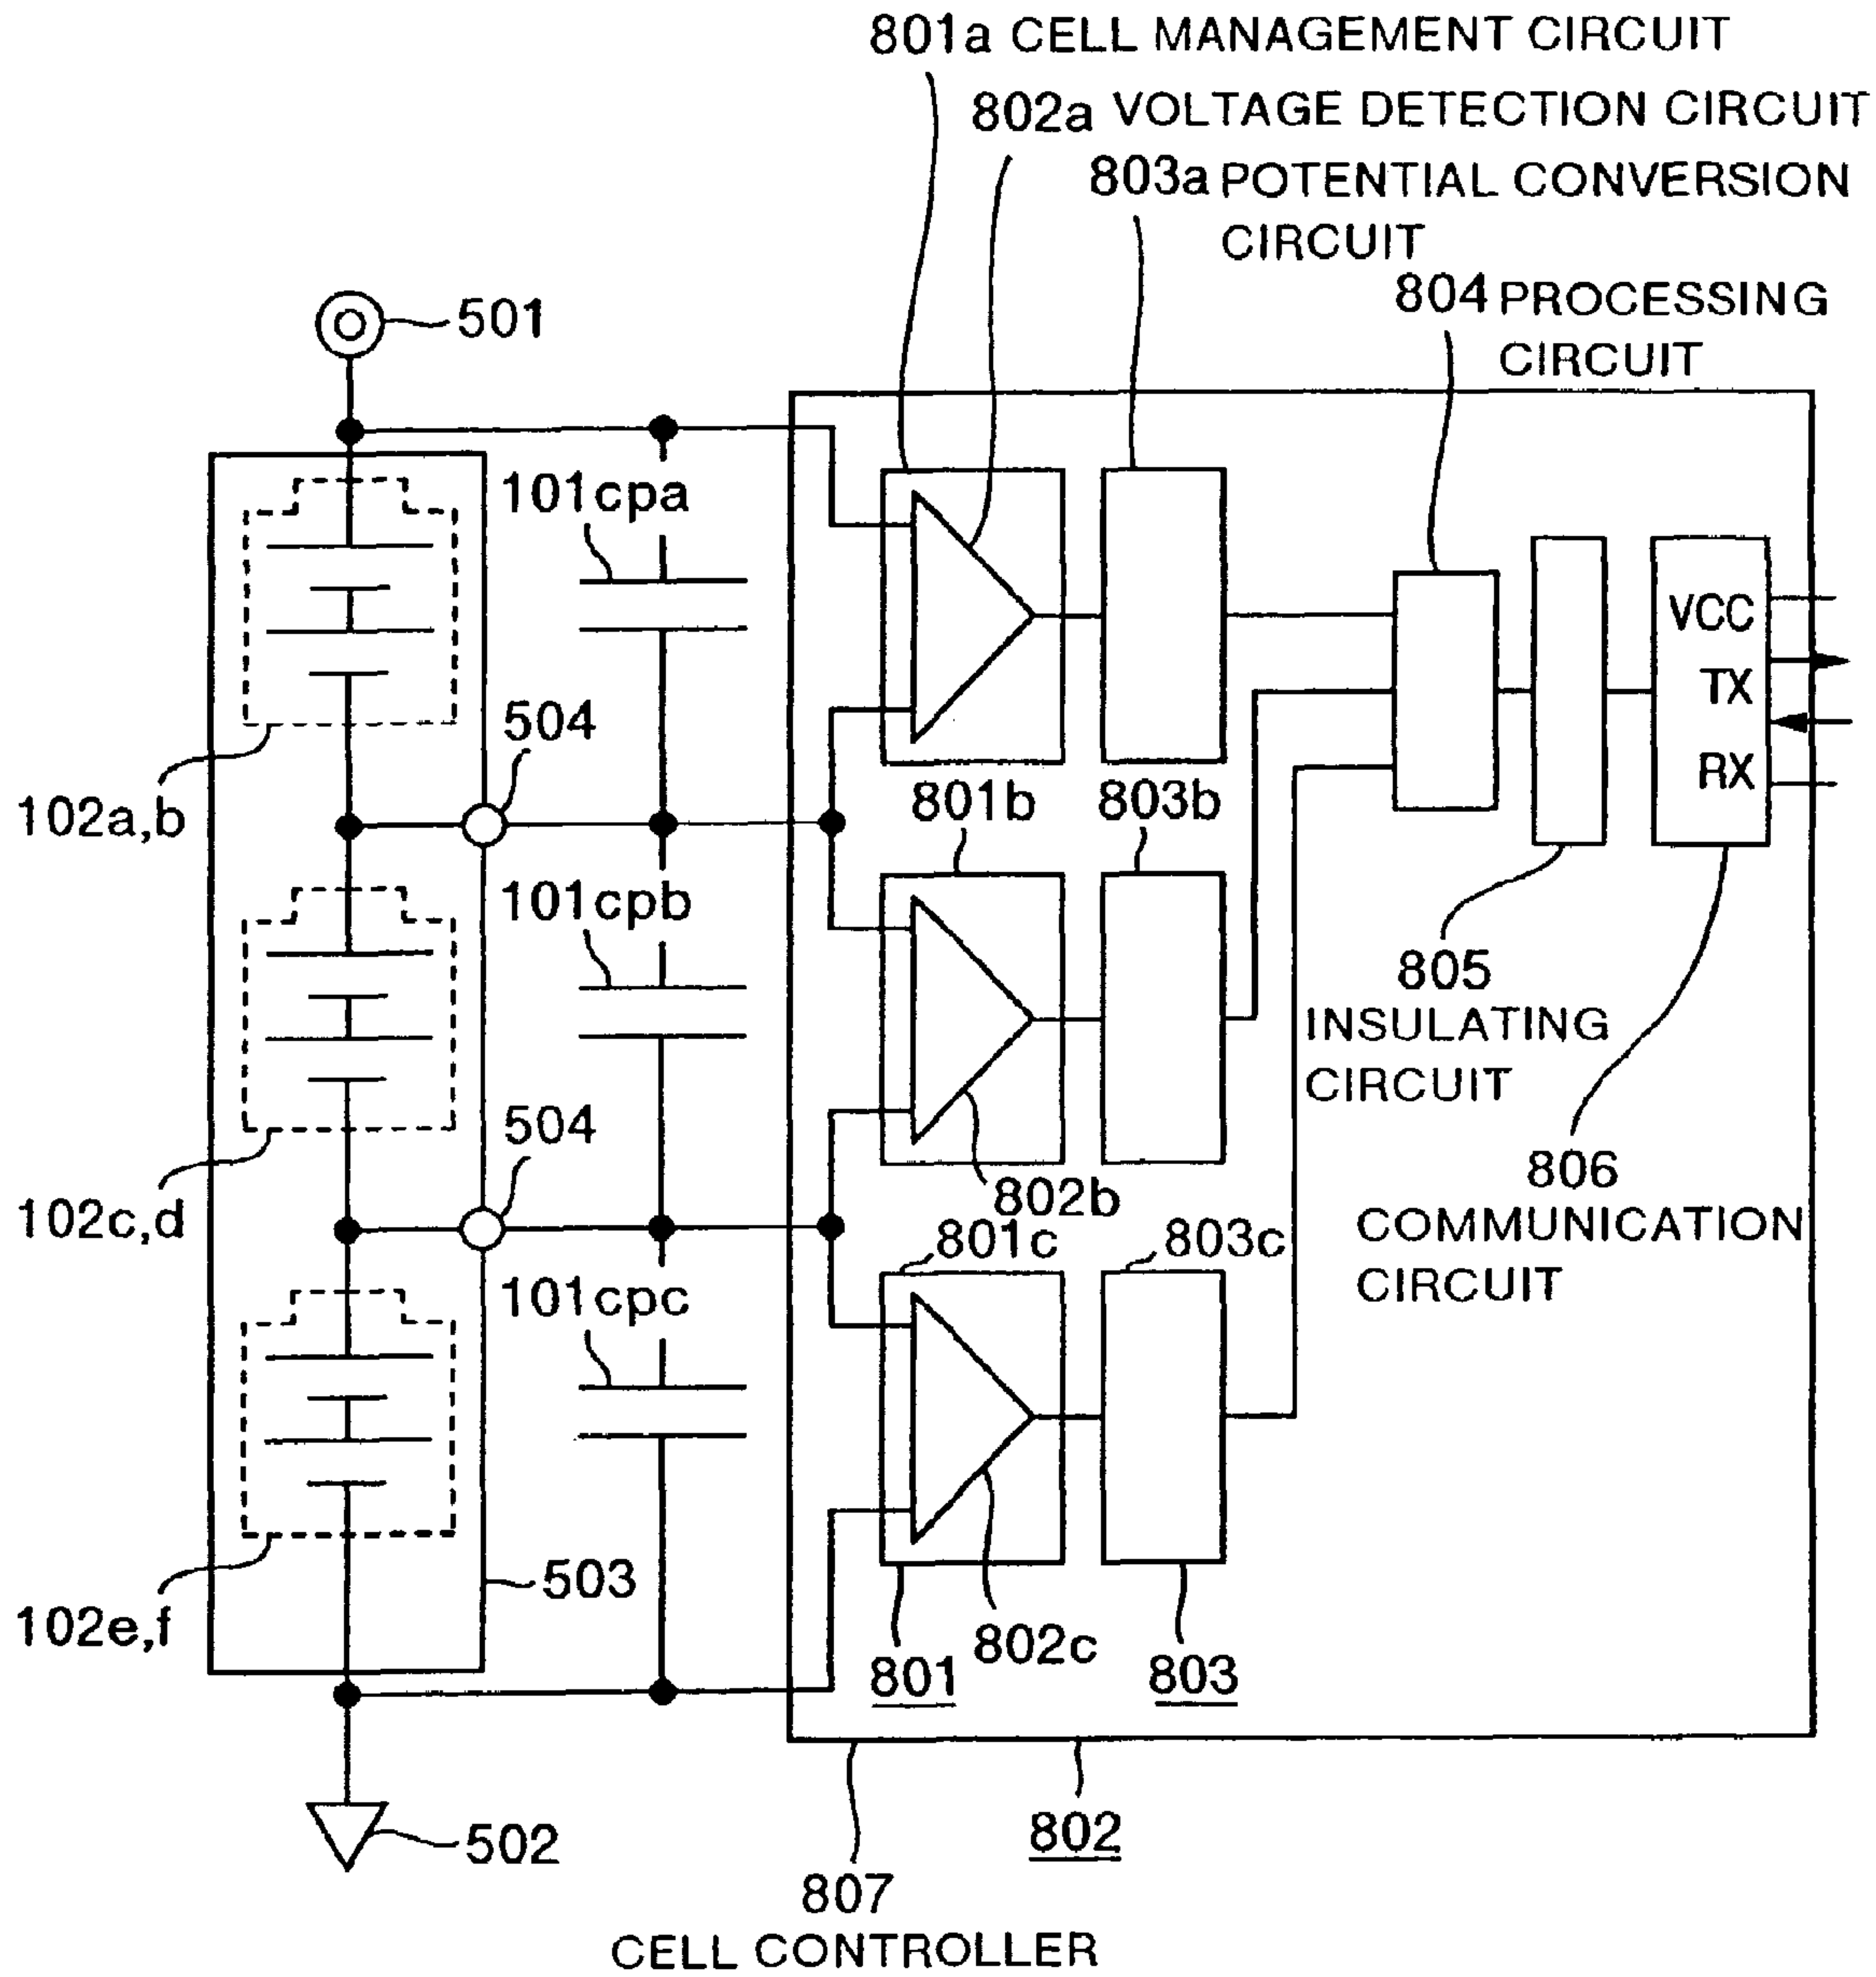 801a CELL MANAGEMENT CIRCUIT
802a VOLTAGE DETECTION CIRCUIT
803a POTENTIAL CONVERSION
CIRCUIT
804 PROCESSING
CIRCUIT
501
101cpa
504
102a,b
801b
803b
VCC
TX
RX
101cpb
805
INSULATING
CIRCUIT
504
102c,d
802b
806
COMMUNICATION
CIRCUIT
801c
803c
101cpc
503
102e,f
802c
801
803
502
802
807
CELL CONTROLLER